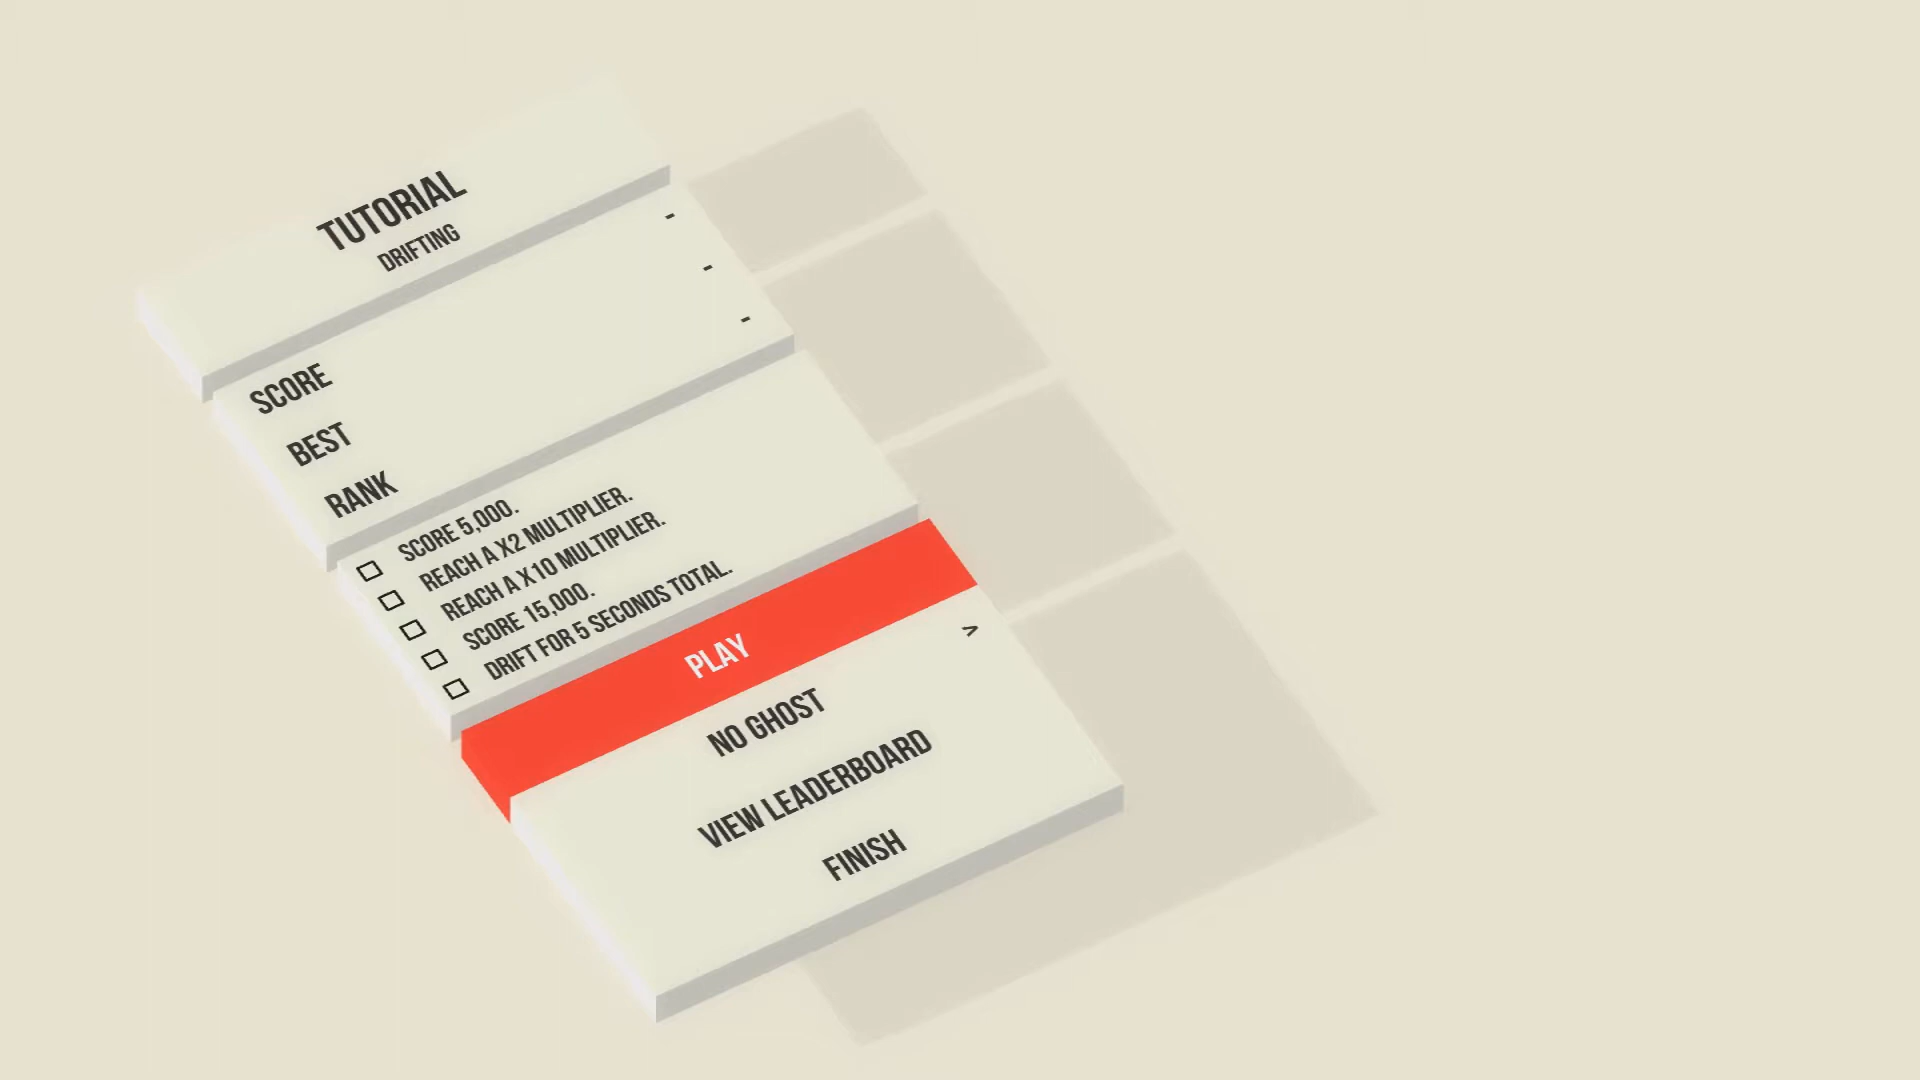 TUTORIAL
DRIFTING
SCORE -
BEST -
RANK -
SCORE 5,000.
REACH A X2 MULTIPLIER.
REACH A X10 MULTIPLIER.
SCORE 15,000.
DRIFT FOR 5 SECONDS TOTAL.
PLAY
NO GHOST >
VIEW LEADERBOARD
FINISH